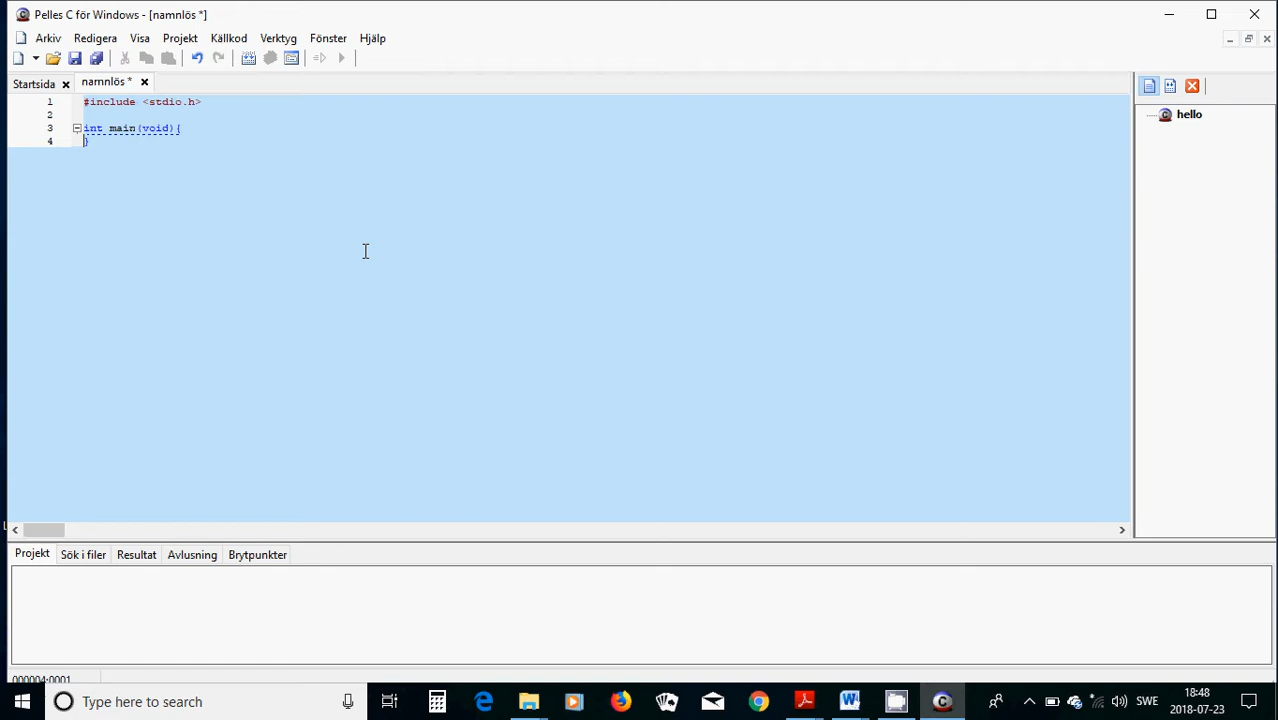 Pelles C för Windows - [namnlös *]
Arkiv Redigera Visa Projekt Källkod Verktyg Fönster Hjälp
Startsida namnlös *
1 #include <stdio.h>
2
3 int main(void){
4 }
hello
Projekt Sök i filer Resultat Avlusning Brytpunkter
000004:0001
Type here to search
SWE
18:48
2018-07-23